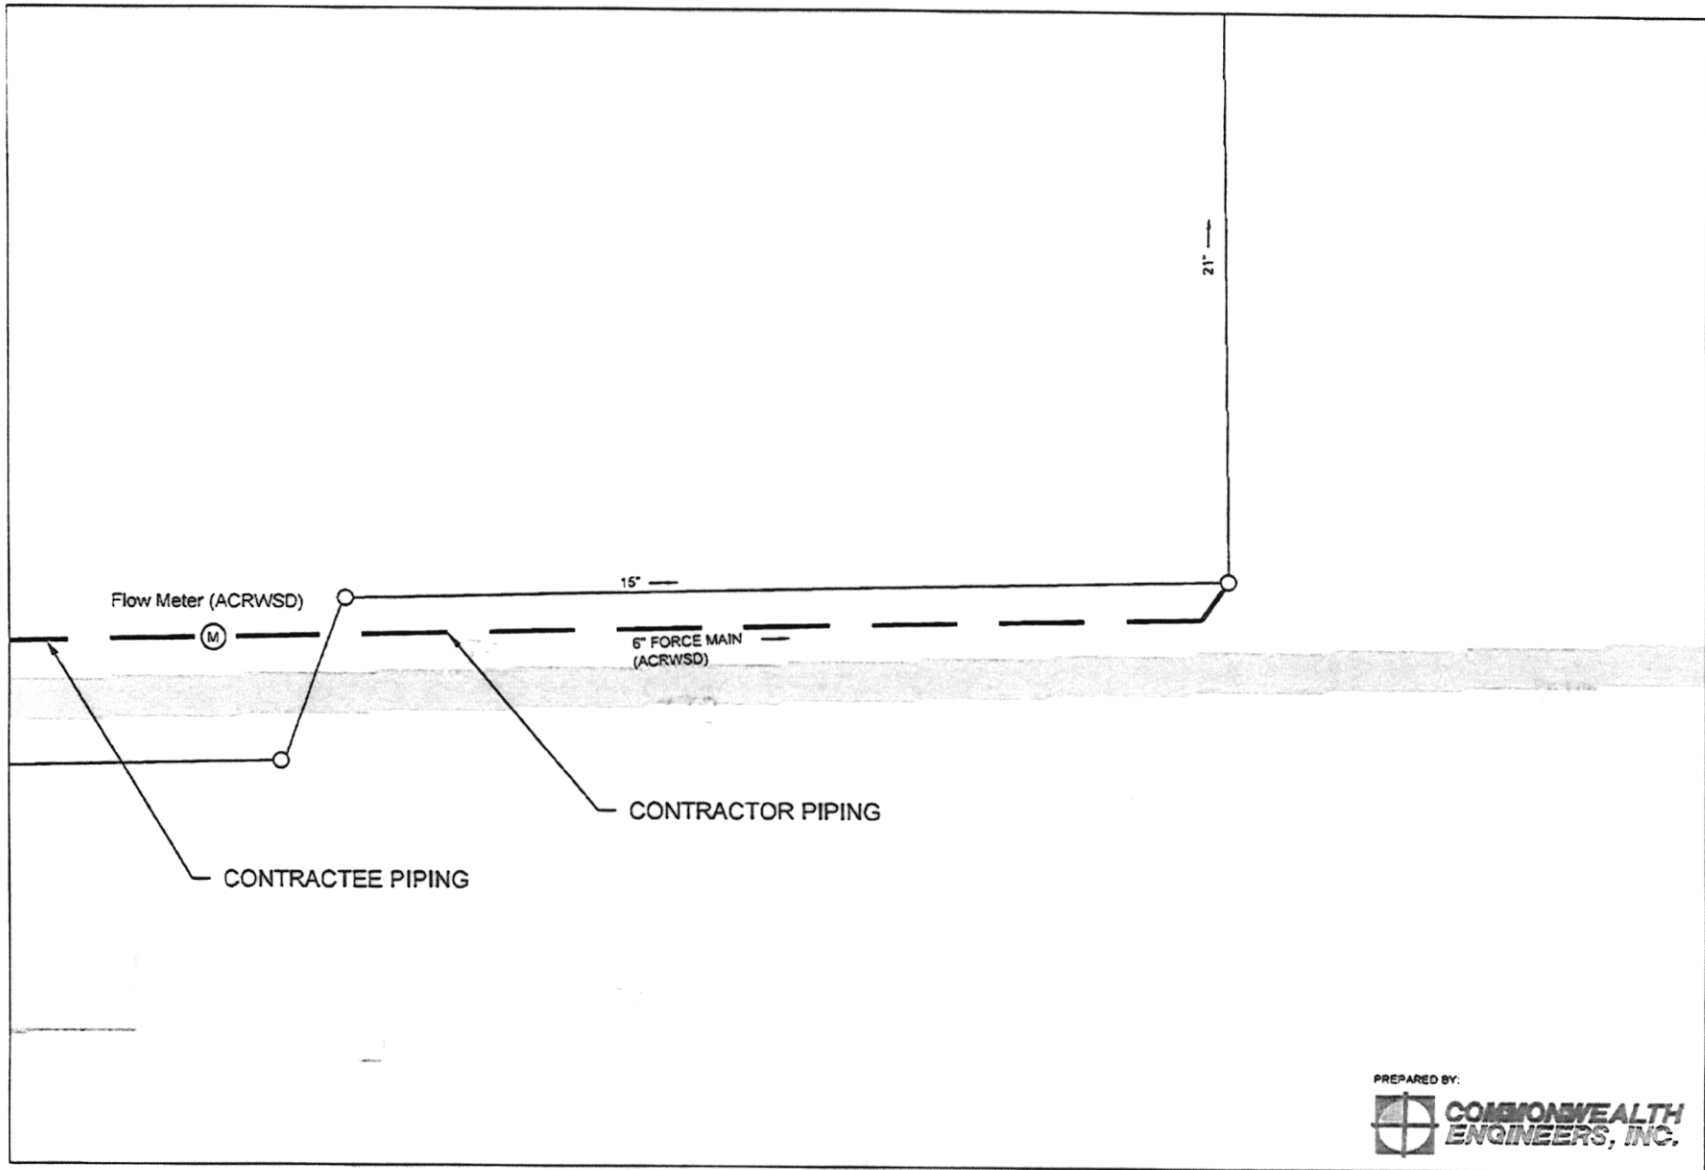 21"
15"
Flow Meter (ACRWSD)
M
6" FORCE MAIN
(ACRWSD)
CONTRACTOR PIPING
CONTRACTEE PIPING
PREPARED BY:
COMMONWEALTH
ENGINEERS, INC.